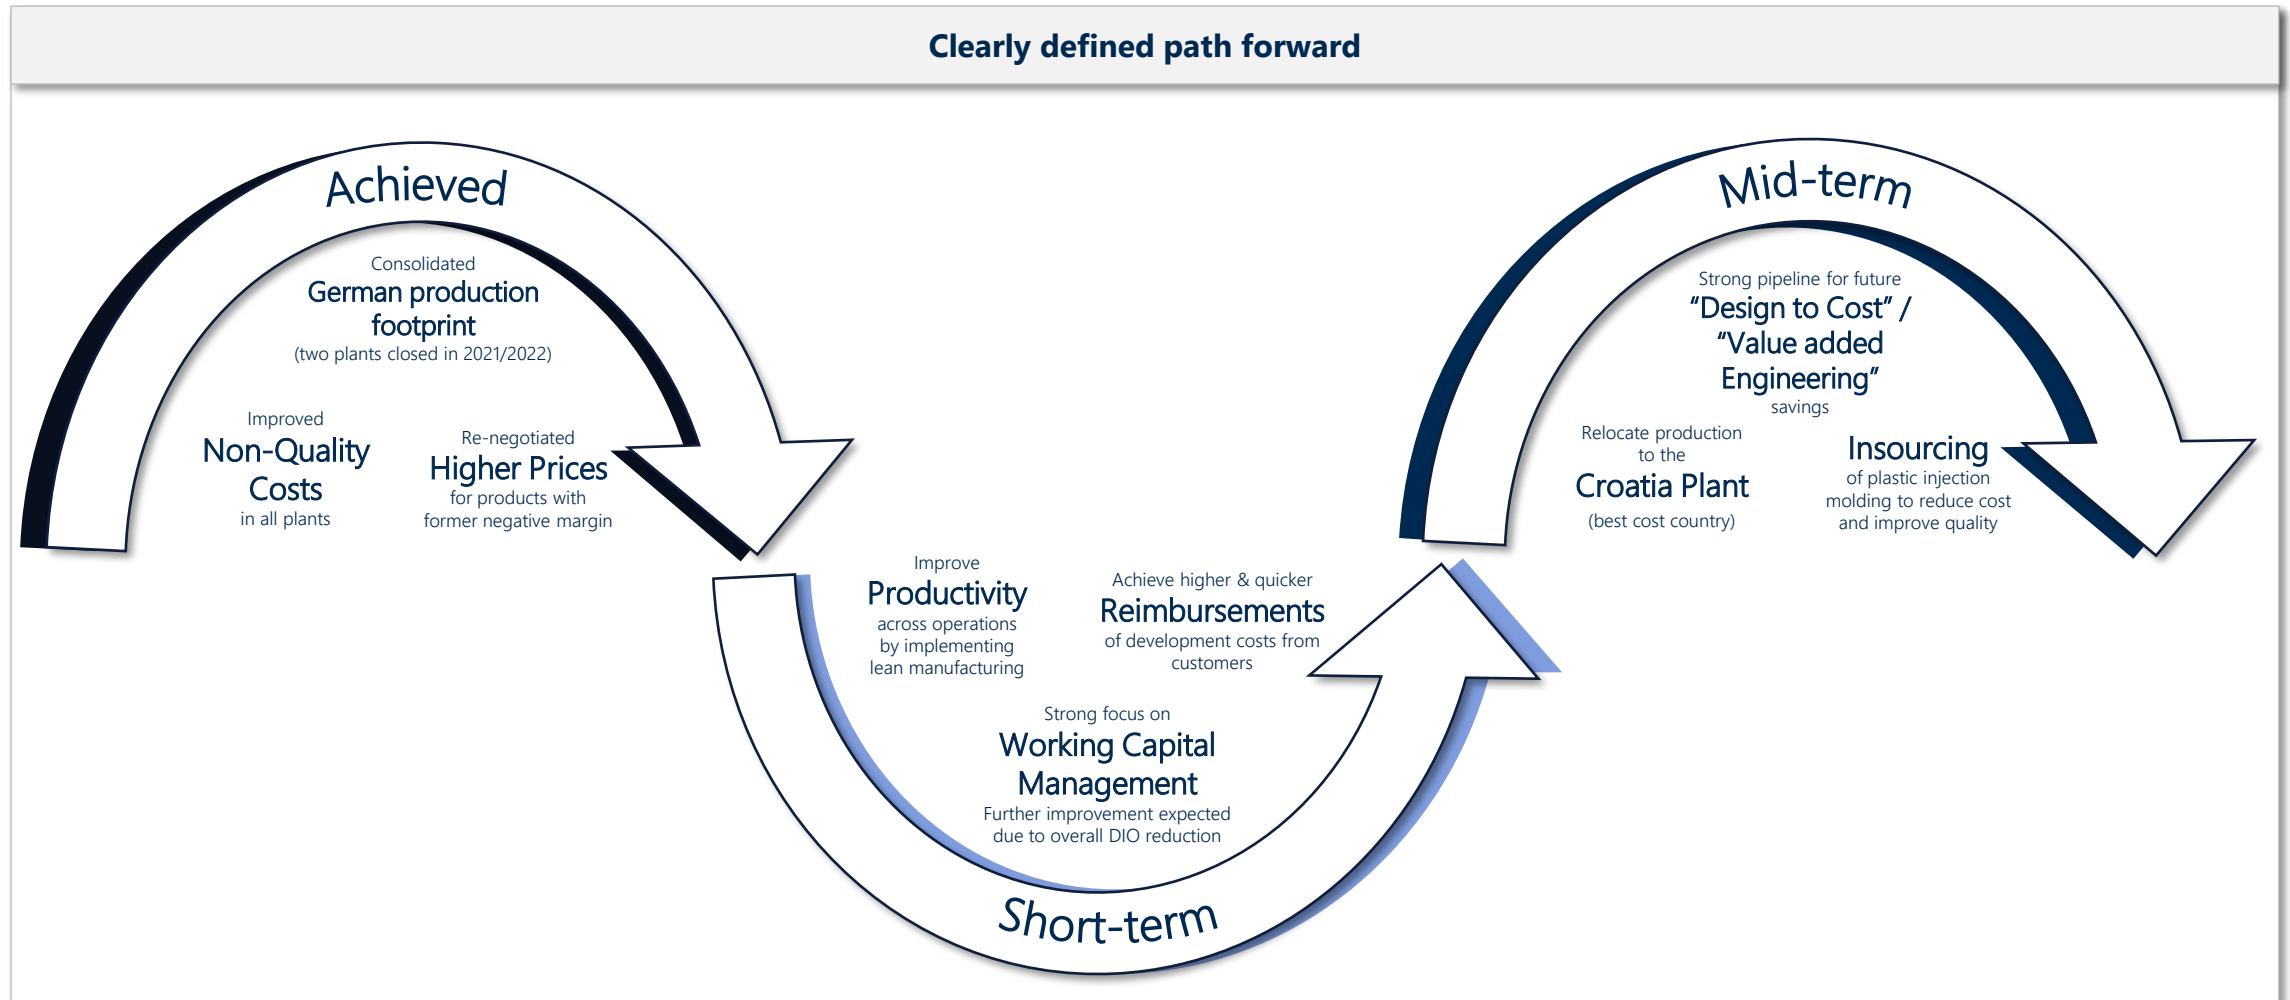 Clearly defined path forward
Achieved
Consolidated
German production
footprint
(two plants closed in 2021/2022)
Improved
Non-Quality
Costs
in all plants
Re-negotiated
Higher Prices
for products with
former negative margin
Short-term
Improve
Productivity
across operations
by implementing
lean manufacturing
Achieve higher & quicker
Reimbursements
of development costs from
customers
Strong focus on
Working Capital
Management
Further improvement expected
due to overall DIO reduction
Mid-term
Strong pipeline for future
“Design to Cost” /
“Value added
Engineering”
savings
Relocate production
to the
Croatia Plant
(best cost country)
Insourcing
of plastic injection
molding to reduce cost
and improve quality